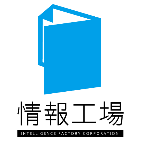 情報工場
INTELLIGENCE FACTORY CORPORATION